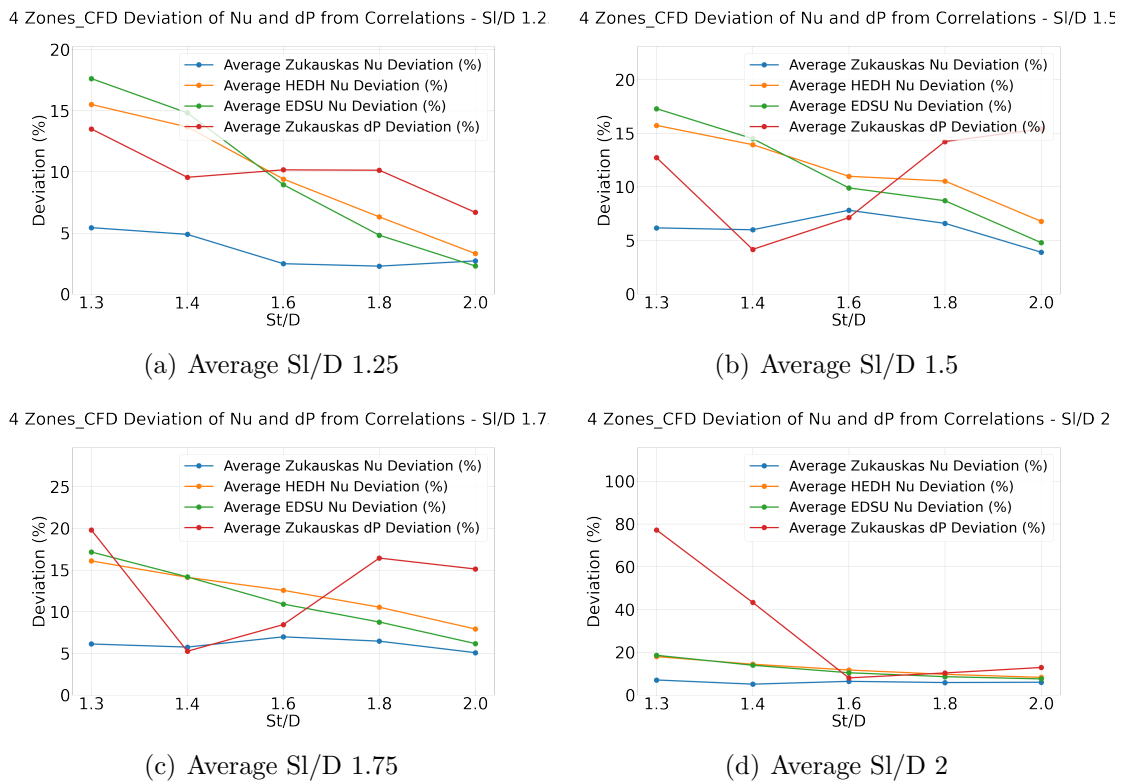 4 Zones_CFD Deviation of Nu and dP from Correlations - Sl/D 1.2
20
15
10
5
0
Deviation (%)
Average Zukauskas Nu Deviation (%)
Average HEDH Nu Deviation (%)
Average EDSU Nu Deviation (%)
Average Zukauskas dP Deviation (%)
1.3 1.4 1.6 1.8 2.0
St/D
(a) Average Sl/D 1.25
4 Zones_CFD Deviation of Nu and dP from Correlations - Sl/D 1.5
20
15
10
5
0
Deviation (%)
Average Zukauskas Nu Deviation (%)
Average HEDH Nu Deviation (%)
Average EDSU Nu Deviation (%)
Average Zukauskas dP Deviation (%)
1.3 1.4 1.6 1.8 2.0
St/D
(b) Average Sl/D 1.5
4 Zones_CFD Deviation of Nu and dP from Correlations - Sl/D 1.7
25
20
15
10
5
0
Deviation (%)
Average Zukauskas Nu Deviation (%)
Average HEDH Nu Deviation (%)
Average EDSU Nu Deviation (%)
Average Zukauskas dP Deviation (%)
1.3 1.4 1.6 1.8 2.0
St/D
(c) Average Sl/D 1.75
4 Zones_CFD Deviation of Nu and dP from Correlations - Sl/D 2
100
80
60
40
20
0
Deviation (%)
Average Zukauskas Nu Deviation (%)
Average HEDH Nu Deviation (%)
Average EDSU Nu Deviation (%)
Average Zukauskas dP Deviation (%)
1.3 1.4 1.6 1.8 2.0
St/D
(d) Average Sl/D 2